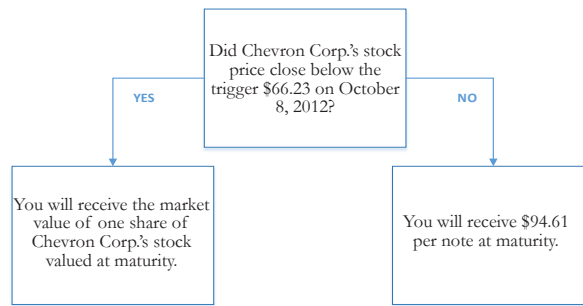 Did Chevron Corp.'s stock
price close below the
trigger $66.23 on October
8, 2012?
YES
NO
You will receive the market
value of one share of
Chevron Corp.'s stock
valued at maturity.
You will receive $94.61
per note at maturity.